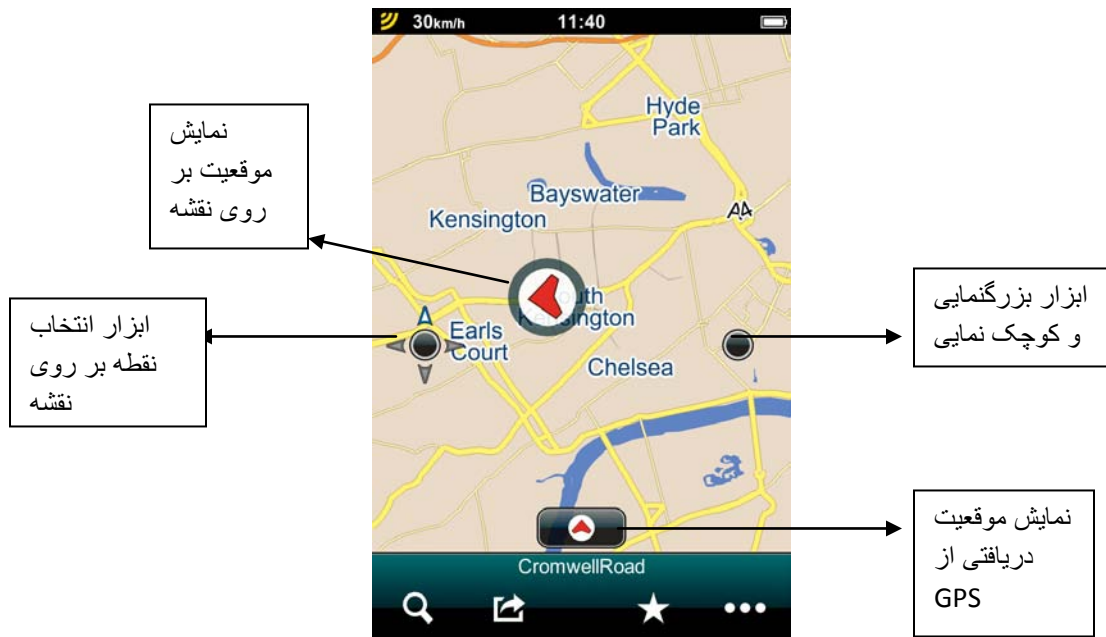 30km/h 11:40
Hyde
Park
Bayswater
A4
Kensington
South
Kensington
Earls
Court
Chelsea
CromwellRoad
نمایش
موقعیت بر
روی نقشه
ابزار انتخاب
نقطه بر روی
نقشه
ابزار بزرگنمایی
و کوچک نمایی
نمایش موقعیت
دریافتی از
GPS